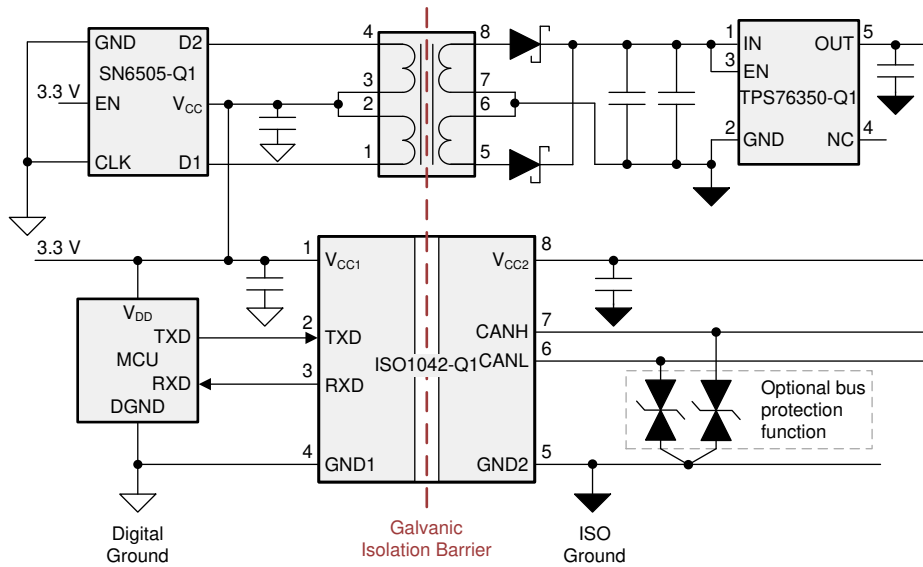 GND
D2
4
8
1
IN
OUT
5
SN6505-Q1
3
7
3
EN
3.3 V
EN
VCC
2
6
TPS76350-Q1
CLK
D1
1
5
2
GND
NC
4
3.3 V
1
VCC1
VCC2
8
VDD
TXD
2
TXD
CANH
7
MCU
ISO1042-Q1
CANL
6
RXD
3
RXD
Optional bus
protection
function
DGND
4
GND1
GND2
5
Digital
Ground
Galvanic
Isolation Barrier
ISO
Ground